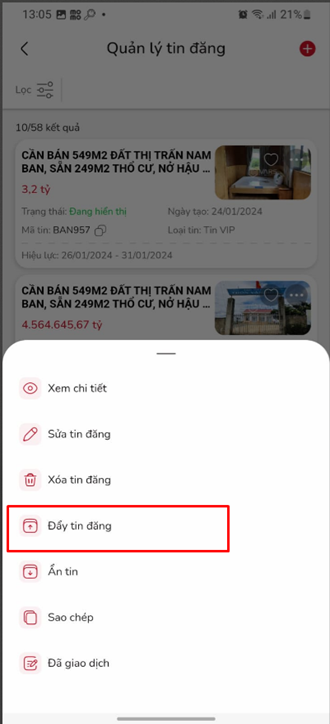 13:05 21%
Quản lý tin đăng
Lọc
10/58 kết quả
CẦN BÁN 549M2 ĐẤT THỊ TRẤN NAM
BAN, SẴN 249M2 THỔ CƯ, NỞ HẬU ...
3,2 tỷ
Trạng thái: Đang hiển thị Ngày tạo: 24/01/2024
Mã tin: BAN957 Loại tin: Tin VIP
Hiệu lực: 26/01/2024 - 31/01/2024
CẦN BÁN 549M2 ĐẤT THỊ TRẤN NAM
BAN, SẴN 249M2 THỔ CƯ, NỞ HẬU ...
4.564.645,67 tỷ
Xem chi tiết
Sửa tin đăng
Xóa tin đăng
Đẩy tin đăng
Ẩn tin
Sao chép
Đã giao dịch